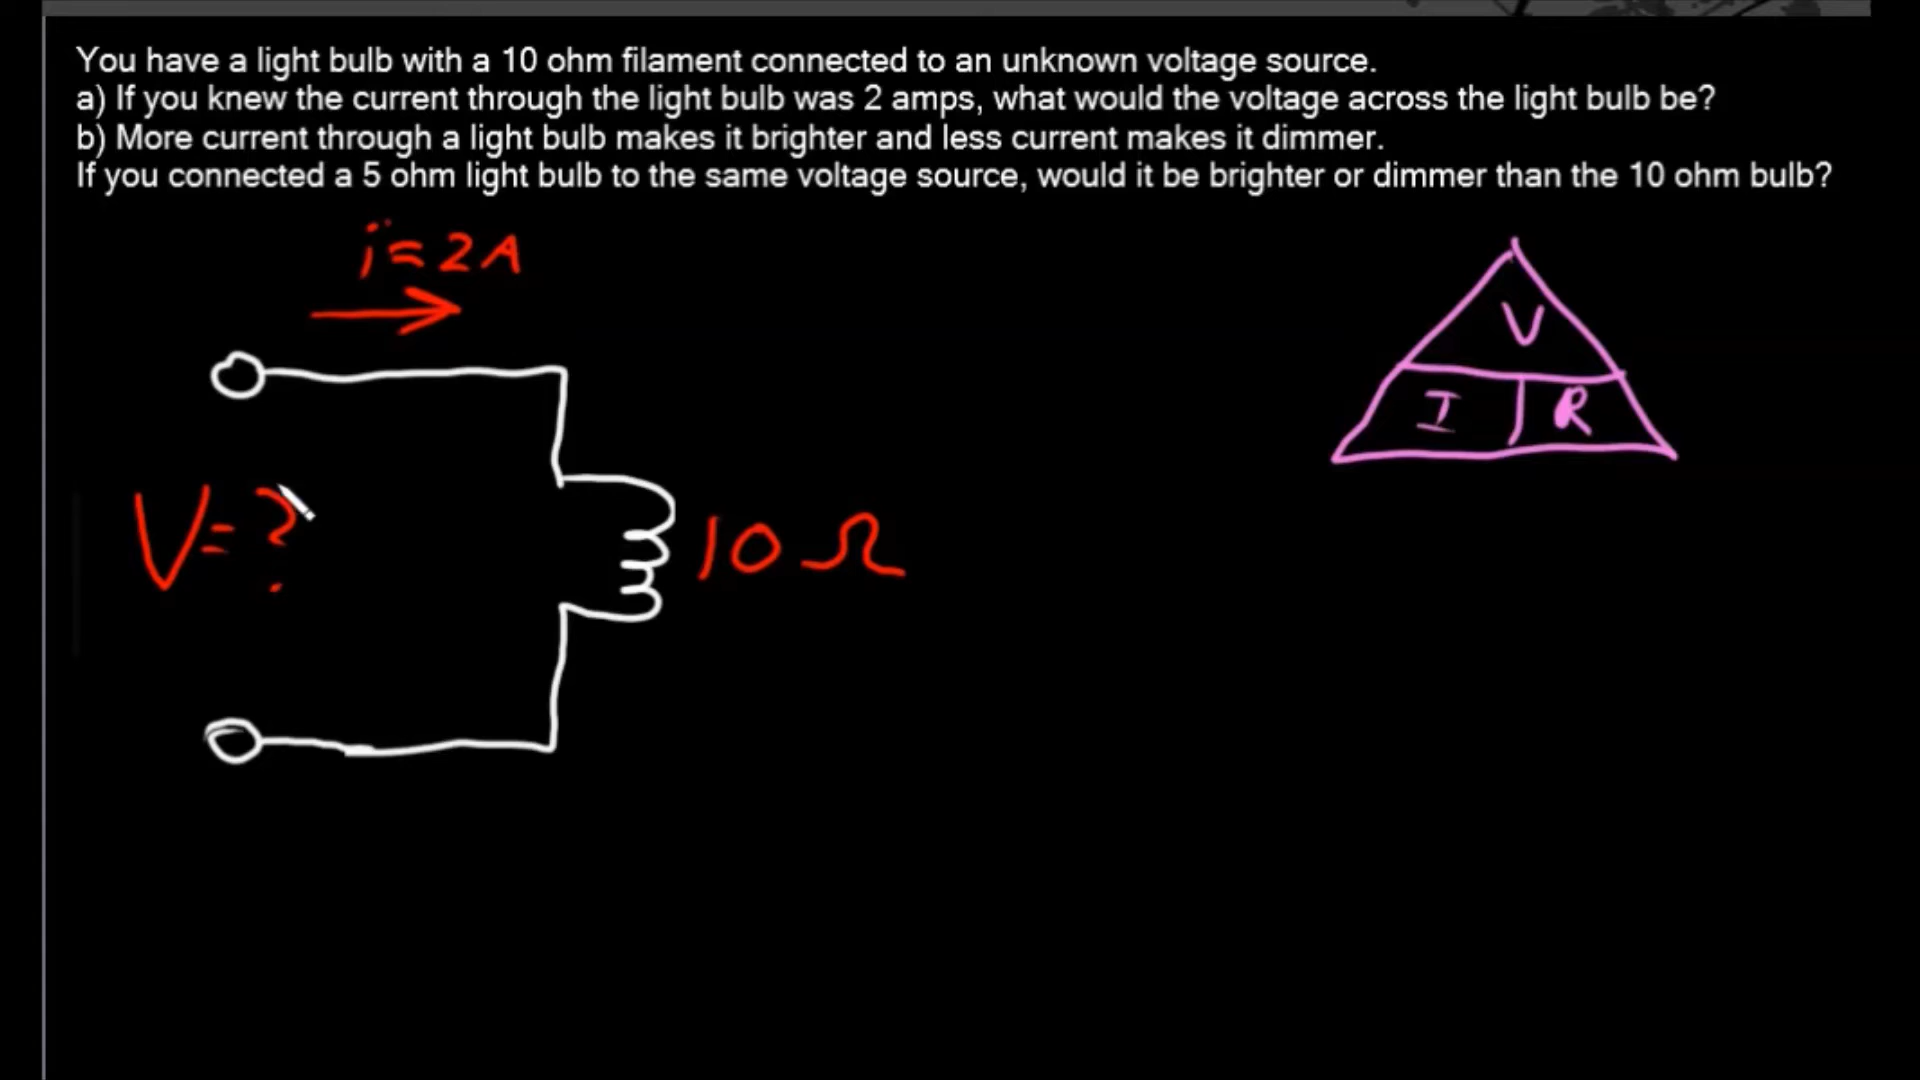 You have a light bulb with a 10 ohm filament connected to an unknown voltage source.
a) If you knew the current through the light bulb was 2 amps, what would the voltage across the light bulb be?
b) More current through a light bulb makes it brighter and less current makes it dimmer.
If you connected a 5 ohm light bulb to the same voltage source, would it be brighter or dimmer than the 10 ohm bulb?
i=2A
V
I R
V=?
10 Ω